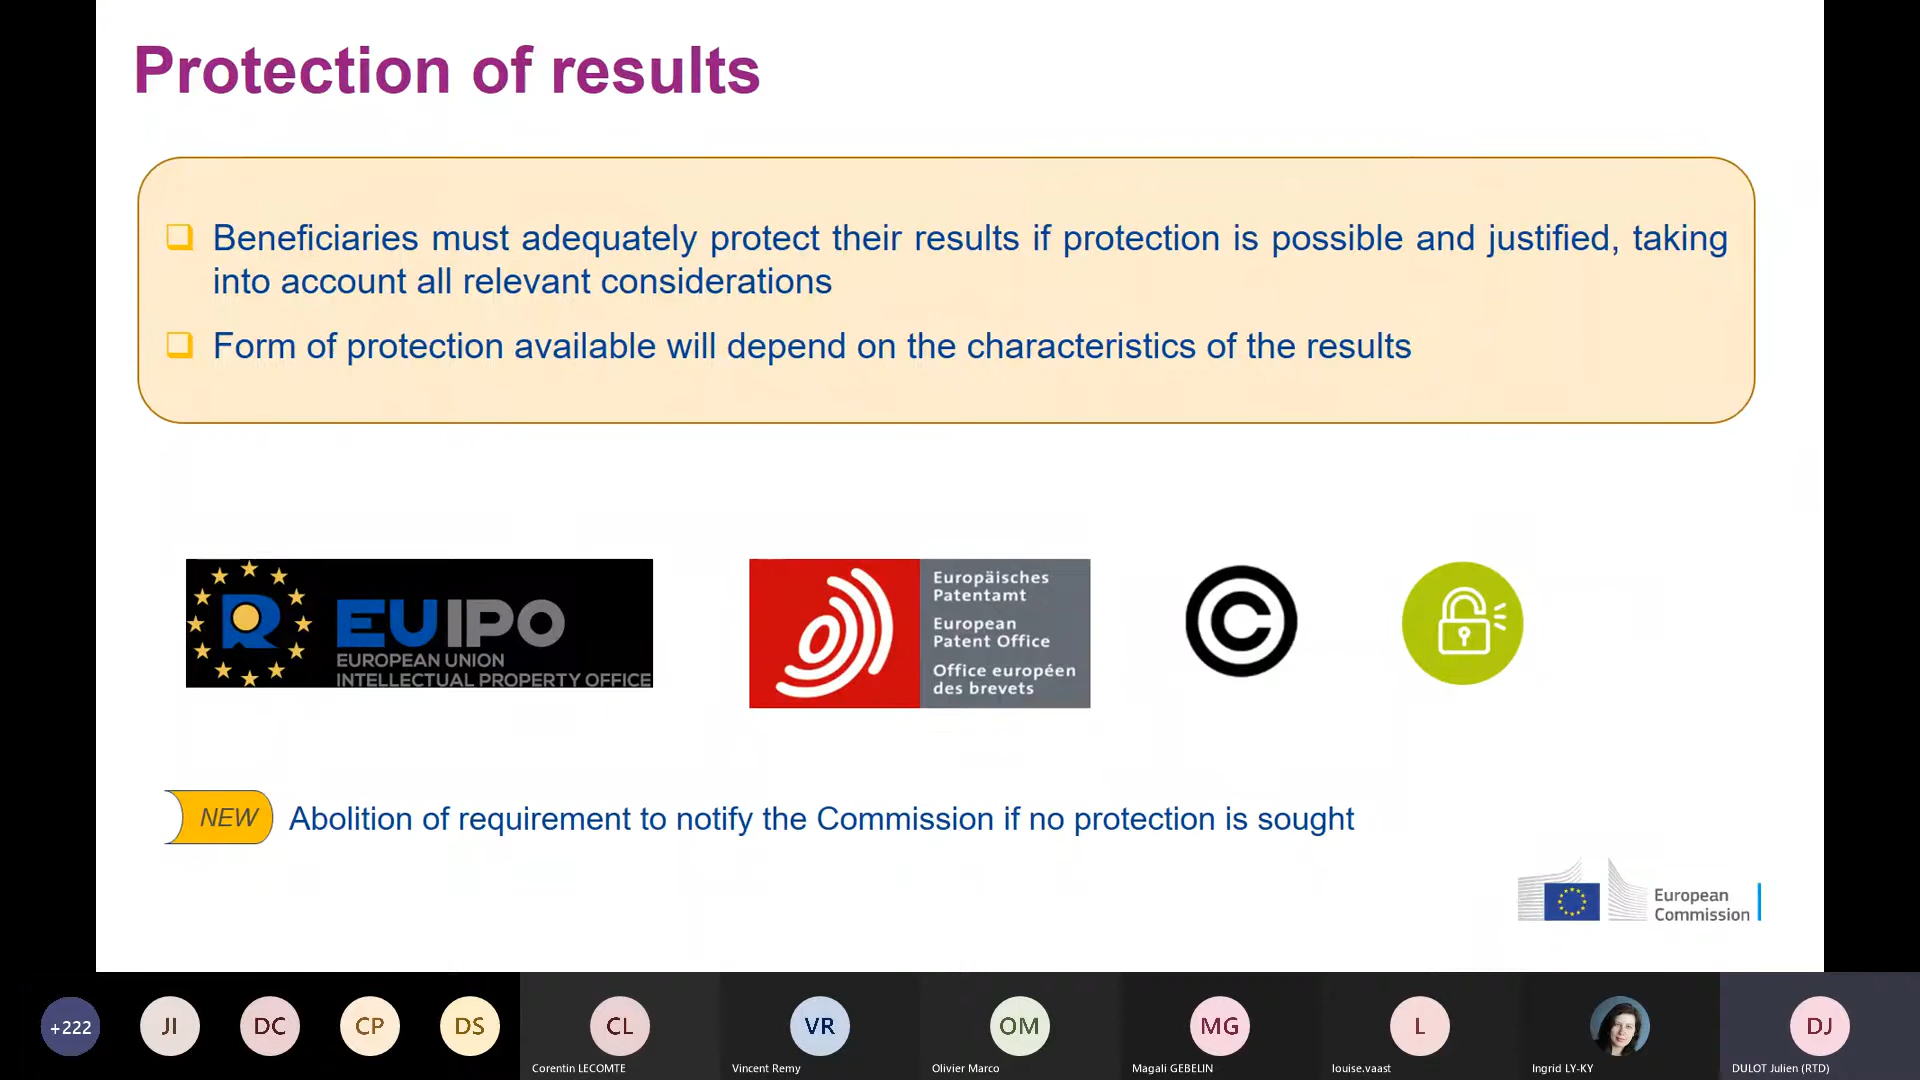 Protection of results
Beneficiaries must adequately protect their results if protection is possible and justified, taking
into account all relevant considerations
Form of protection available will depend on the characteristics of the results
R
EUIPO
EUROPEAN UNION
INTELLECTUAL PROPERTY OFFICE
Europäisches
Patentamt
European
Patent Office
Office européen
des brevets
©
NEW Abolition of requirement to notify the Commission if no protection is sought
European
Commission
+222
JI
DC
CP
DS
CL
VR
OM
MG
L
DJ
Corentin LECOMTE
Vincent Remy
Olivier Marco
Magali GEBELIN
louise.vaast
Ingrid LY-KY
DULOT Julien (RTD)